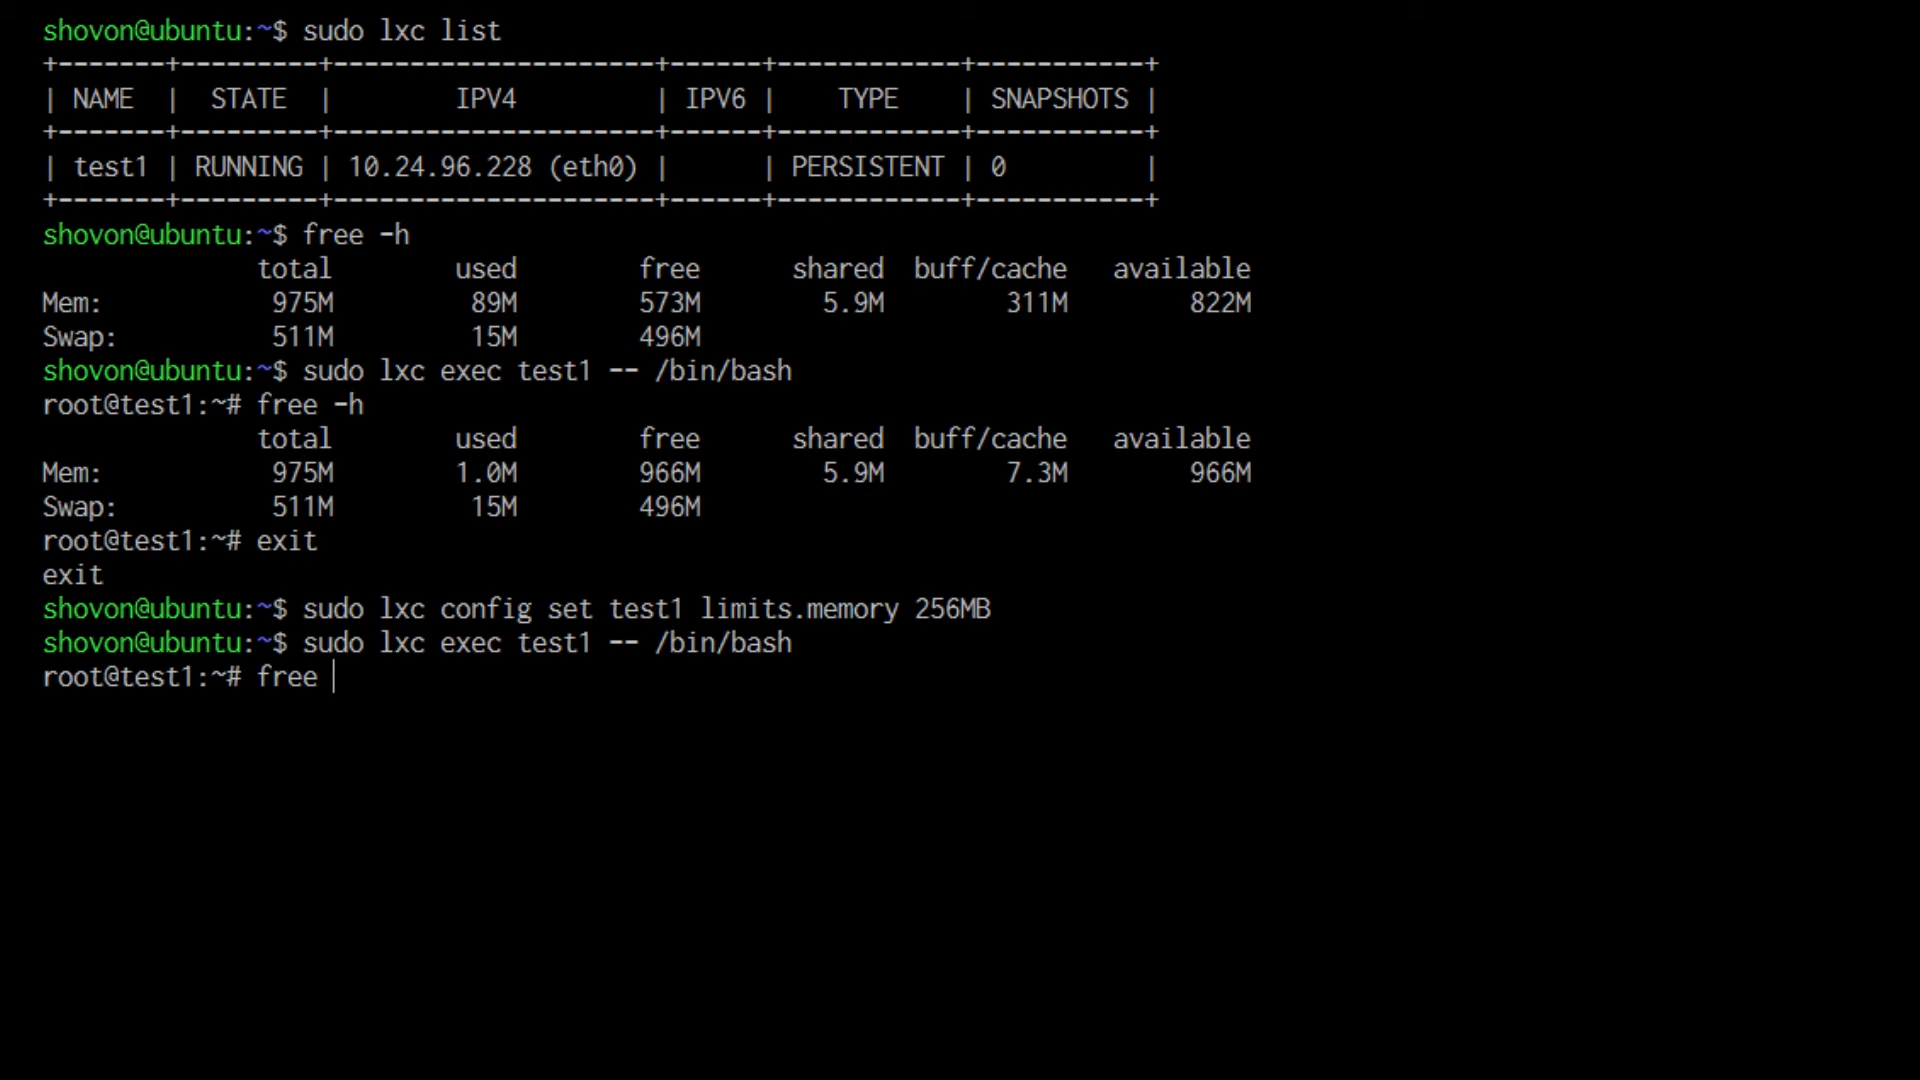 shovon@ubuntu:~$ sudo lxc list
+-------+---------+---------------------+------+------------+-----------+
| NAME  |  STATE  |        IPV4         | IPV6 |    TYPE    | SNAPSHOTS |
+-------+---------+---------------------+------+------------+-----------+
| test1 | RUNNING | 10.24.96.228 (eth0) |      | PERSISTENT | 0         |
+-------+---------+---------------------+------+------------+-----------+
shovon@ubuntu:~$ free -h
              total        used        free      shared  buff/cache   available
Mem:           975M         89M        573M        5.9M        311M        822M
Swap:          511M         15M        496M
shovon@ubuntu:~$ sudo lxc exec test1 -- /bin/bash
root@test1:~# free -h
              total        used        free      shared  buff/cache   available
Mem:           975M        1.0M        966M        5.9M        7.3M        966M
Swap:          511M         15M        496M
root@test1:~# exit
exit
shovon@ubuntu:~$ sudo lxc config set test1 limits.memory 256MB
shovon@ubuntu:~$ sudo lxc exec test1 -- /bin/bash
root@test1:~# free